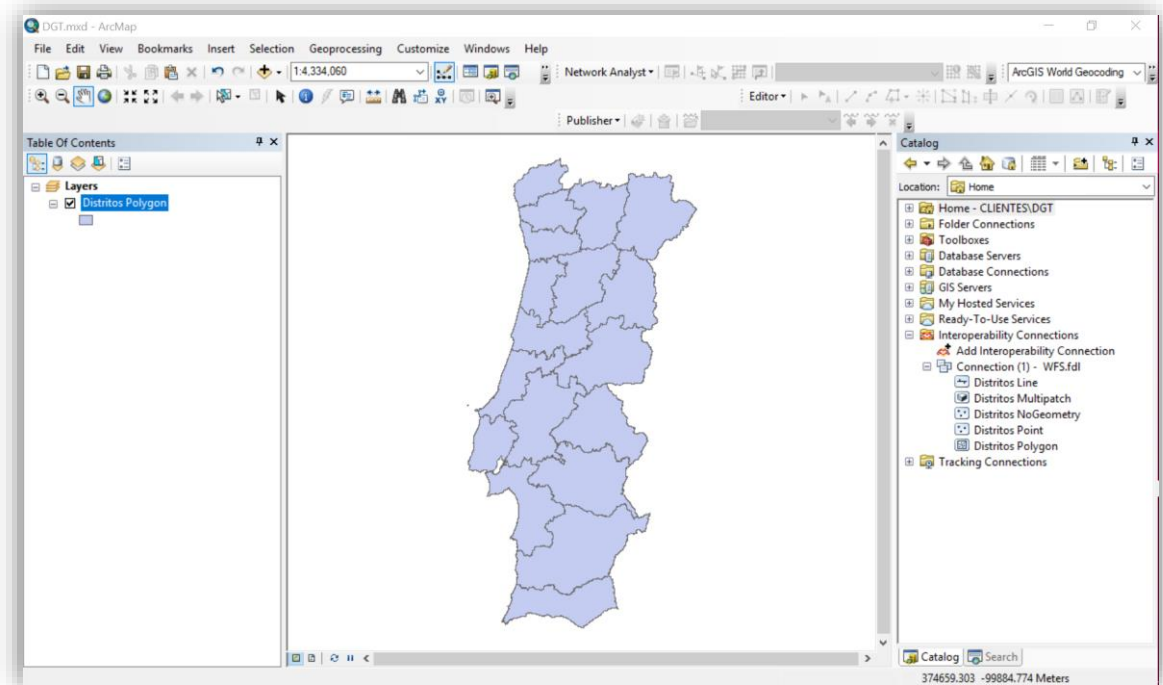 DGT.mxd - ArcMap
File Edit View Bookmarks Insert Selection Geoprocessing Customize Windows Help
1:4,334,060
Network Analyst
ArcGIS World Geocoding
Editor
Publisher
Table Of Contents
Layers
Distritos Polygon
Catalog
Location: Home
Home - CLIENTES\DGT
Folder Connections
Toolboxes
Database Servers
Database Connections
GIS Servers
My Hosted Services
Ready-To-Use Services
Interoperability Connections
Add Interoperability Connection
Connection (1) - WFS.fdl
Distritos Line
Distritos Multipatch
Distritos NoGeometry
Distritos Point
Distritos Polygon
Tracking Connections
Catalog Search
374659.303 -99884.774 Meters